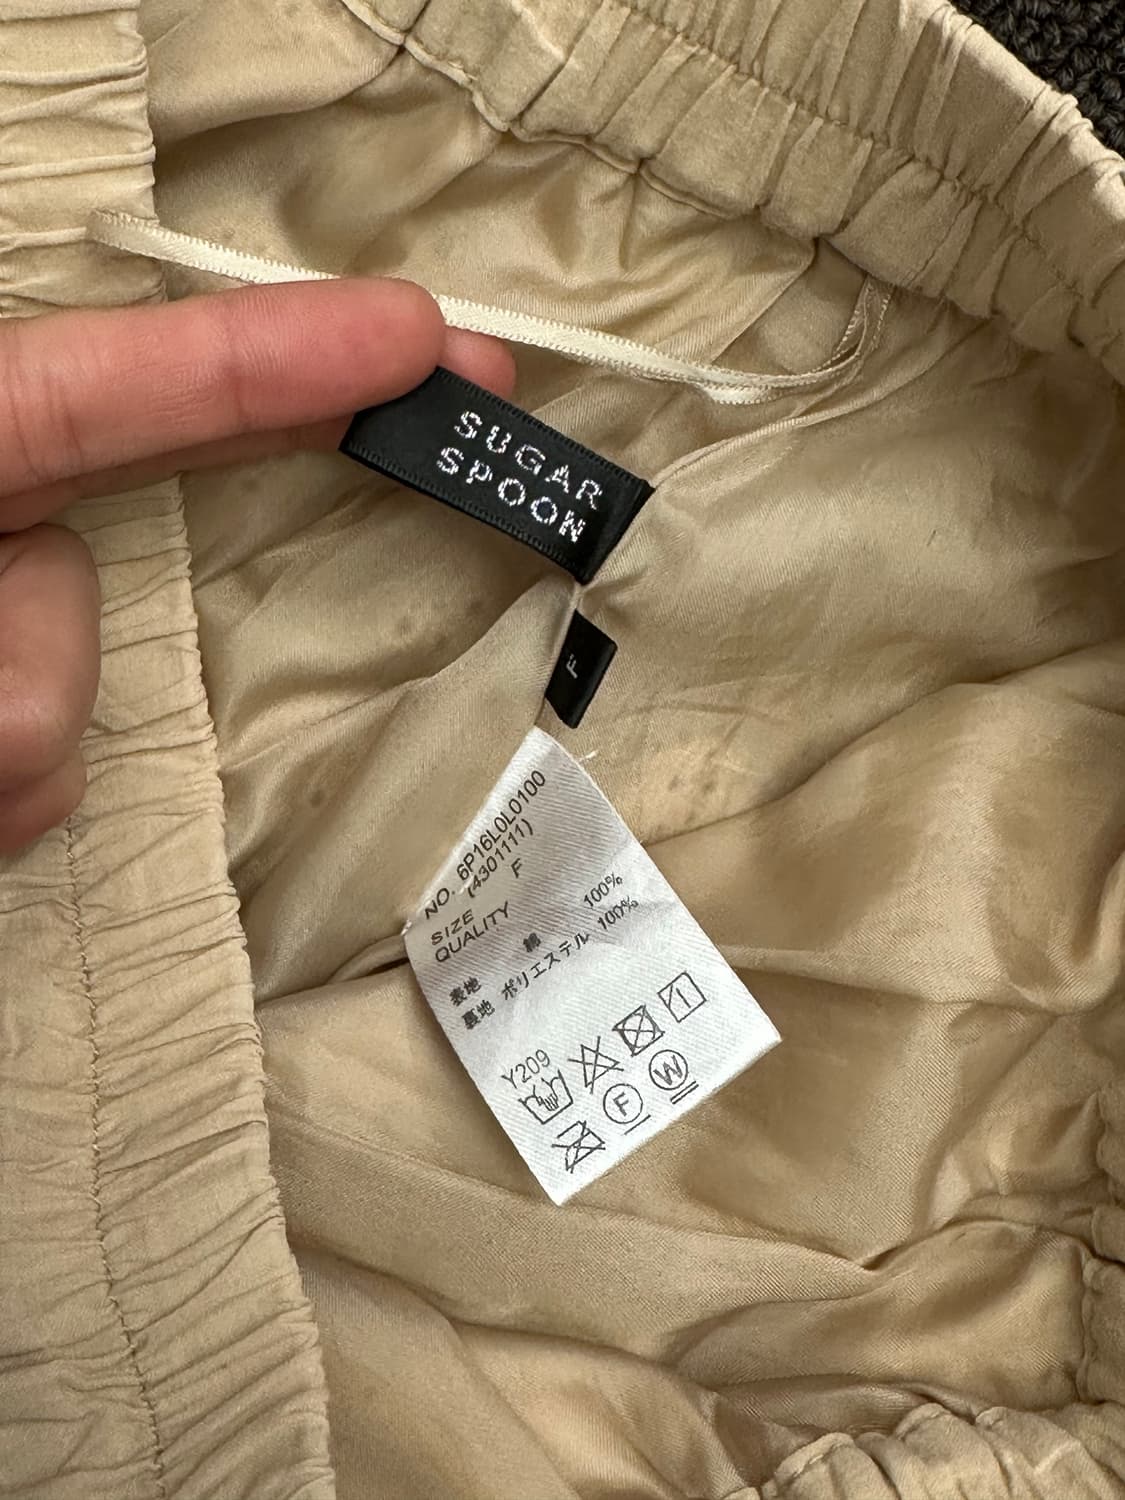 SUGAR
SPOON
F
NO. 6P16L0L0100
(4301111)
SIZE F
QUALITY
表地 綿 100%
裏地 ポリエステル 100%
Y209
F
W